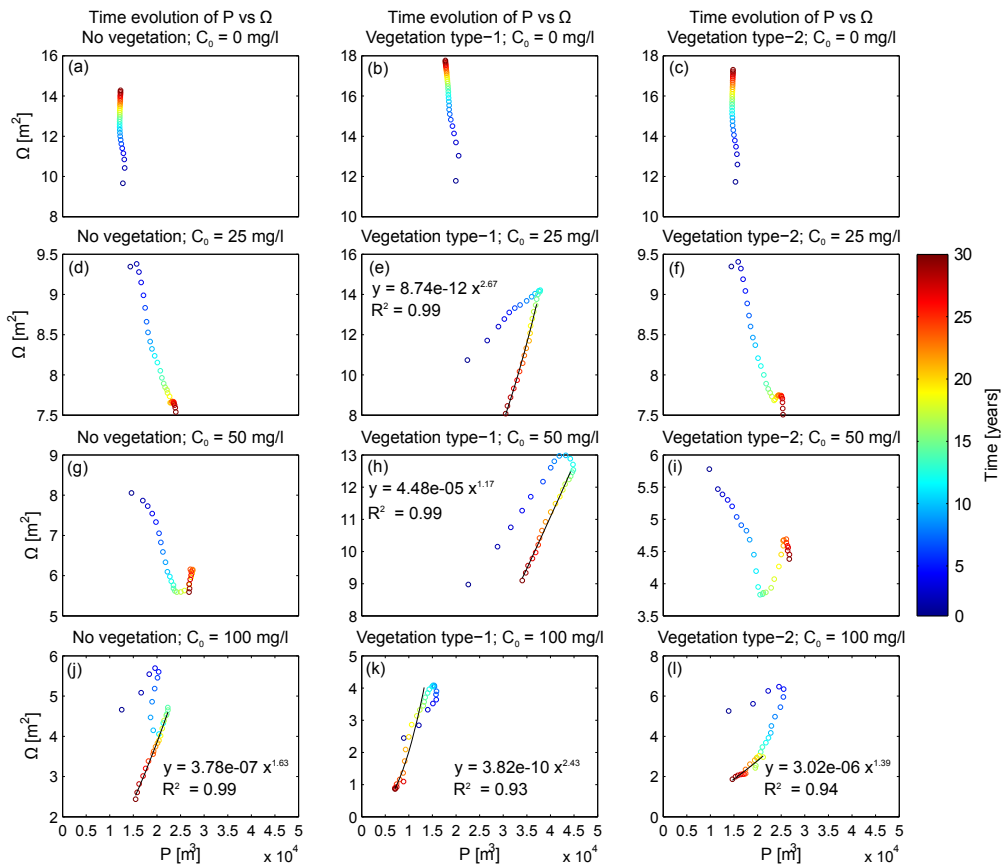 Time evolution of P vs Ω
No vegetation; C₀ = 0 mg/l
Time evolution of P vs Ω
Vegetation type−1; C₀ = 0 mg/l
Time evolution of P vs Ω
Vegetation type−2; C₀ = 0 mg/l
(a)
16
14
12
10
8
Ω [m²]
(b)
18
16
14
12
10
(c)
18
16
14
12
10
No vegetation; C₀ = 25 mg/l
Vegetation type−1; C₀ = 25 mg/l
Vegetation type−2; C₀ = 25 mg/l
(d)
9.5
9
8.5
8
7.5
Ω [m²]
(e)
16
14
12
10
8
y = 8.74e-12 x^2.67
R² = 0.99
(f)
9.5
9
8.5
8
7.5
No vegetation; C₀ = 50 mg/l
Vegetation type−1; C₀ = 50 mg/l
Vegetation type−2; C₀ = 50 mg/l
(g)
9
8
7
6
5
Ω [m²]
(h)
13
12
11
10
9
8
y = 4.48e-05 x^1.17
R² = 0.99
(i)
6
5.5
5
4.5
4
3.5
No vegetation; C₀ = 100 mg/l
Vegetation type−1; C₀ = 100 mg/l
Vegetation type−2; C₀ = 100 mg/l
(j)
6
5
4
3
2
Ω [m²]
y = 3.78e-07 x^1.63
R² = 0.99
0 0.5 1 1.5 2 2.5 3 3.5 4 4.5 5
P [m³]
x 10⁴
(k)
5
4
3
2
1
0
y = 3.82e-10 x^2.43
R² = 0.93
0 0.5 1 1.5 2 2.5 3 3.5 4 4.5 5
P [m³]
x 10⁴
(l)
8
6
4
2
0
y = 3.02e-06 x^1.39
R² = 0.94
0 0.5 1 1.5 2 2.5 3 3.5 4 4.5 5
P [m³]
x 10⁴
30
25
20
15
10
5
0
Time [years]